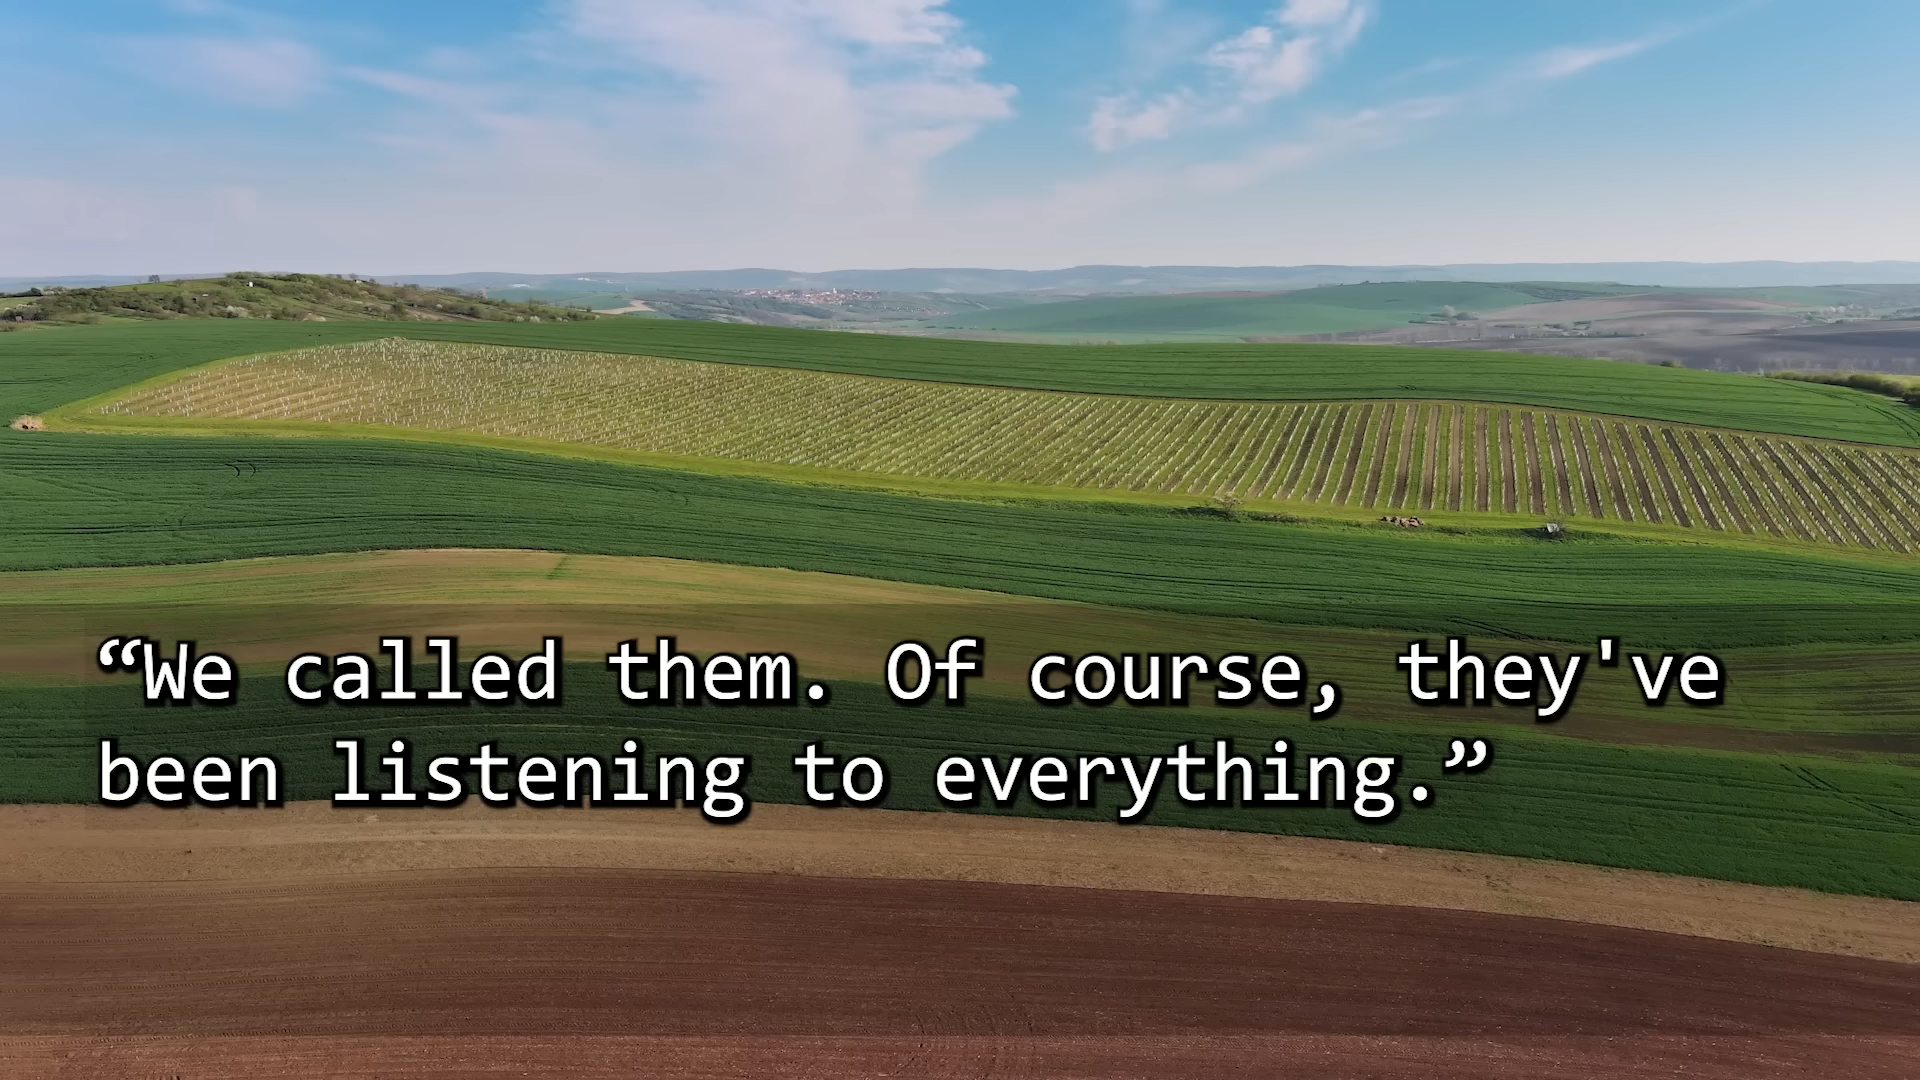 “We called them. Of course, they've
been listening to everything.”